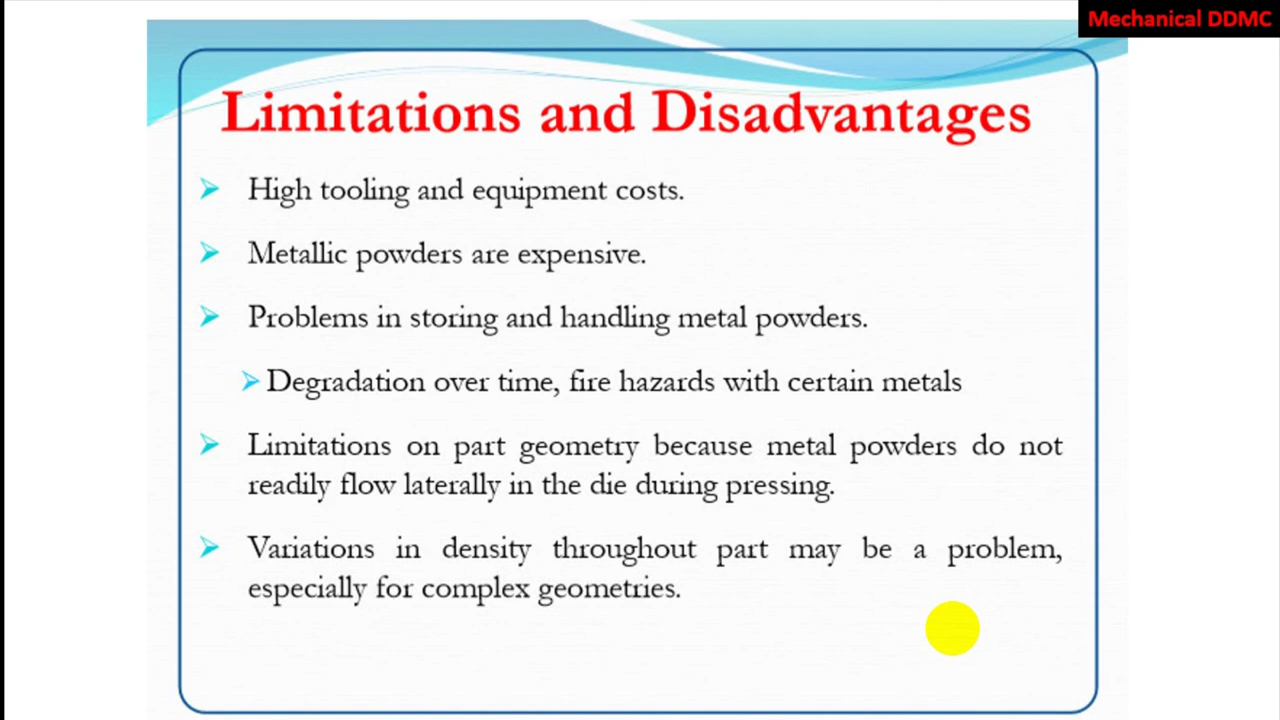 Mechanical DDMC
Limitations and Disadvantages
➢ High tooling and equipment costs.
➢ Metallic powders are expensive.
➢ Problems in storing and handling metal powders.
➢ Degradation over time, fire hazards with certain metals
➢ Limitations on part geometry because metal powders do not
readily flow laterally in the die during pressing.
➢ Variations in density throughout part may be a problem,
especially for complex geometries.